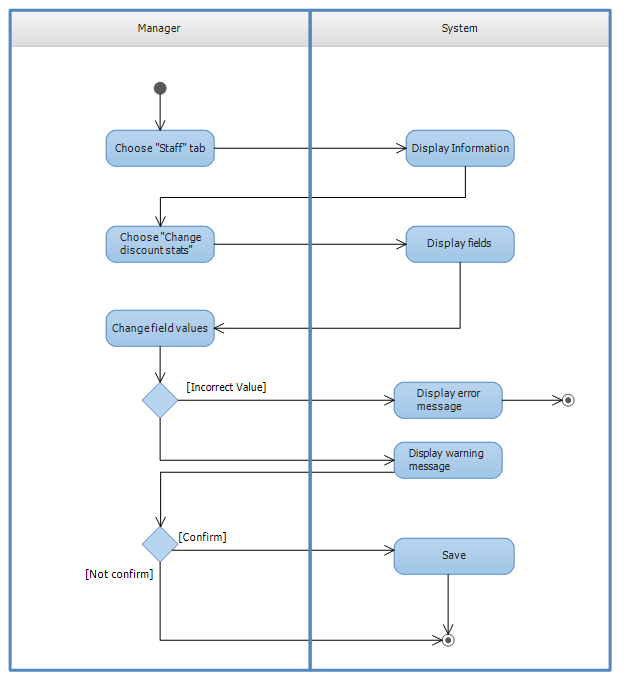 Manager
System
Choose "Staff" tab
Display Information
Choose "Change
discount stats"
Display fields
Change field values
[Incorrect Value]
Display error
message
Display warning
message
[Confirm]
Save
[Not confirm]